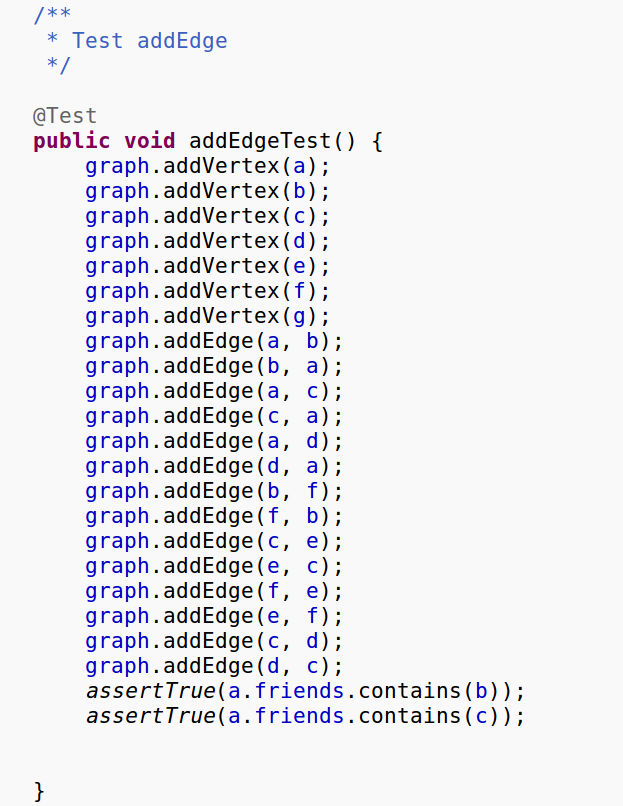 /**
 * Test addEdge
 */
@Test
public void addEdgeTest() {
    graph.addVertex(a);
    graph.addVertex(b);
    graph.addVertex(c);
    graph.addVertex(d);
    graph.addVertex(e);
    graph.addVertex(f);
    graph.addVertex(g);
    graph.addEdge(a, b);
    graph.addEdge(b, a);
    graph.addEdge(a, c);
    graph.addEdge(c, a);
    graph.addEdge(a, d);
    graph.addEdge(d, a);
    graph.addEdge(b, f);
    graph.addEdge(f, b);
    graph.addEdge(c, e);
    graph.addEdge(e, c);
    graph.addEdge(f, e);
    graph.addEdge(e, f);
    graph.addEdge(c, d);
    graph.addEdge(d, c);
    assertTrue(a.friends.contains(b));
    assertTrue(a.friends.contains(c));
}